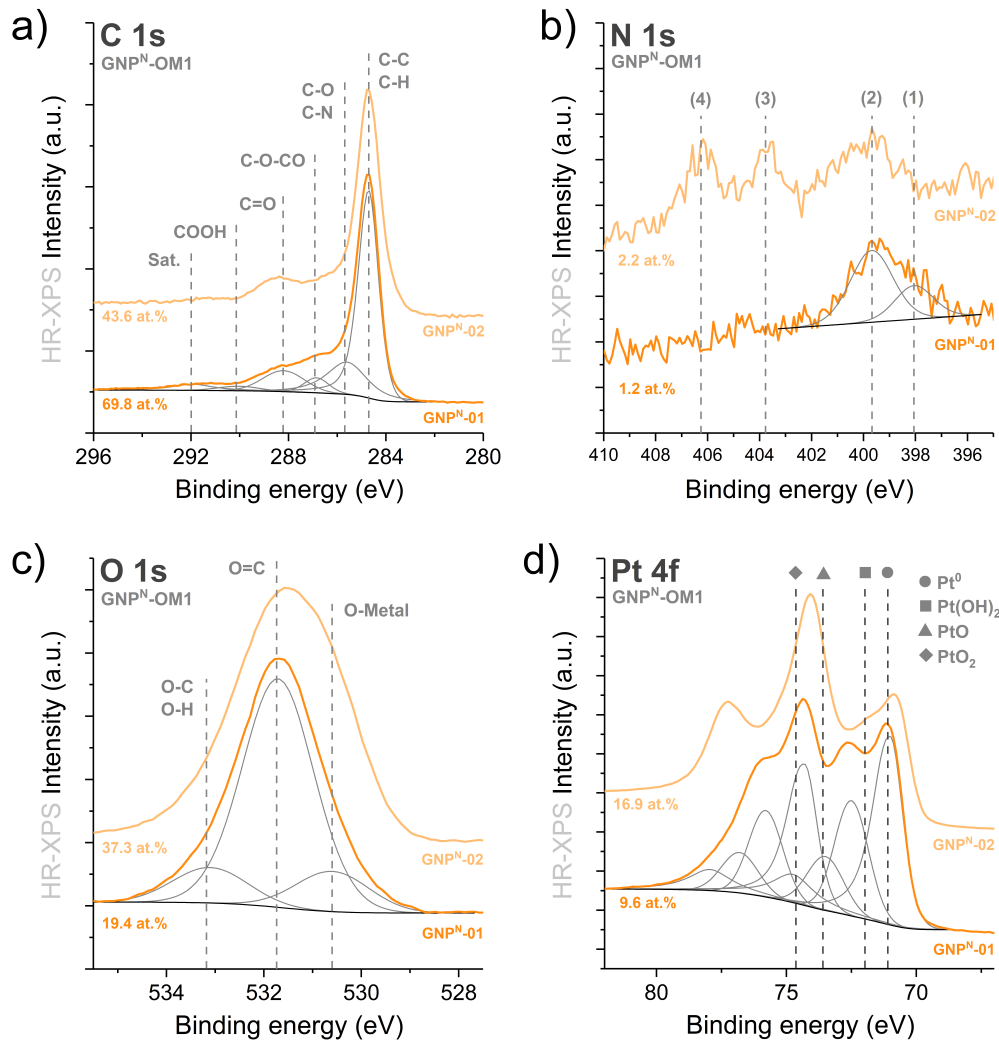 a) C 1s
GNPᴺ-OM1
C-C
C-H
C-O
C-N
C-O-CO
C=O
COOH
Sat.
43.6 at.%
GNPᴺ-02
69.8 at.%
GNPᴺ-01
HR-XPS Intensity (a.u.)
296 292 288 284 280
Binding energy (eV)
b) N 1s
GNPᴺ-OM1
(4) (3) (2) (1)
GNPᴺ-02
2.2 at.%
GNPᴺ-01
1.2 at.%
HR-XPS Intensity (a.u.)
410 408 406 404 402 400 398 396
Binding energy (eV)
c) O 1s
GNPᴺ-OM1
O=C
O-Metal
O-C
O-H
37.3 at.%
GNPᴺ-02
19.4 at.%
GNPᴺ-01
HR-XPS Intensity (a.u.)
534 532 530 528
Binding energy (eV)
d) Pt 4f
GNPᴺ-OM1
◆ ▲ ■ ●
● Pt⁰
■ Pt(OH)₂
▲ PtO
◆ PtO₂
16.9 at.%
GNPᴺ-02
9.6 at.%
GNPᴺ-01
HR-XPS Intensity (a.u.)
80 75 70
Binding energy (eV)